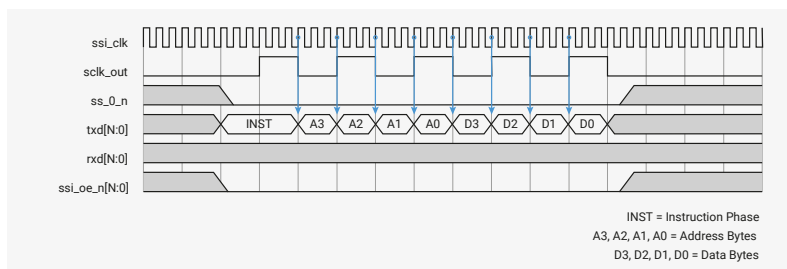 ssi_clk
sclk_out
ss_0_n
txd[N:0] INST A3 A2 A1 A0 D3 D2 D1 D0
rxd[N:0]
ssi_oe_n[N:0]
INST = Instruction Phase
A3, A2, A1, A0 = Address Bytes
D3, D2, D1, D0 = Data Bytes